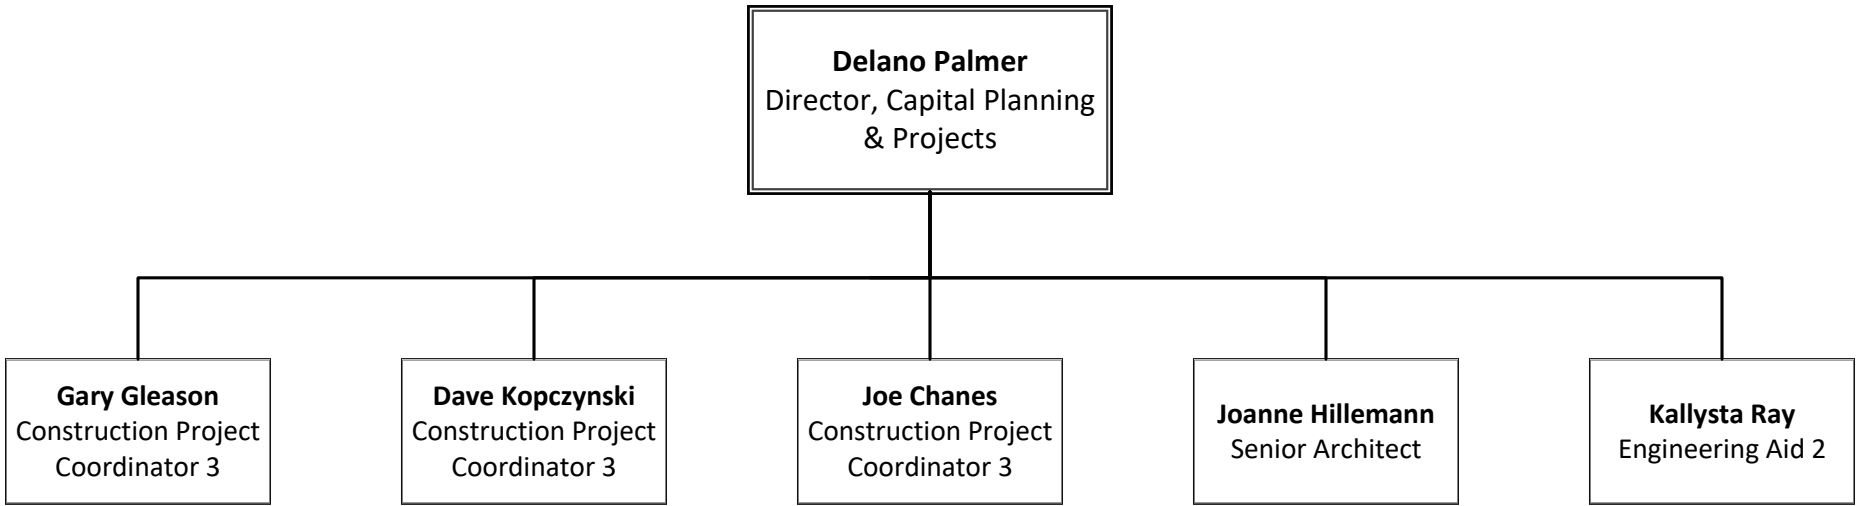 Delano Palmer
Director, Capital Planning
& Projects
Gary Gleason
Construction Project
Coordinator 3
Dave Kopczynski
Construction Project
Coordinator 3
Joe Chanes
Construction Project
Coordinator 3
Joanne Hillemann
Senior Architect
Kallysta Ray
Engineering Aid 2